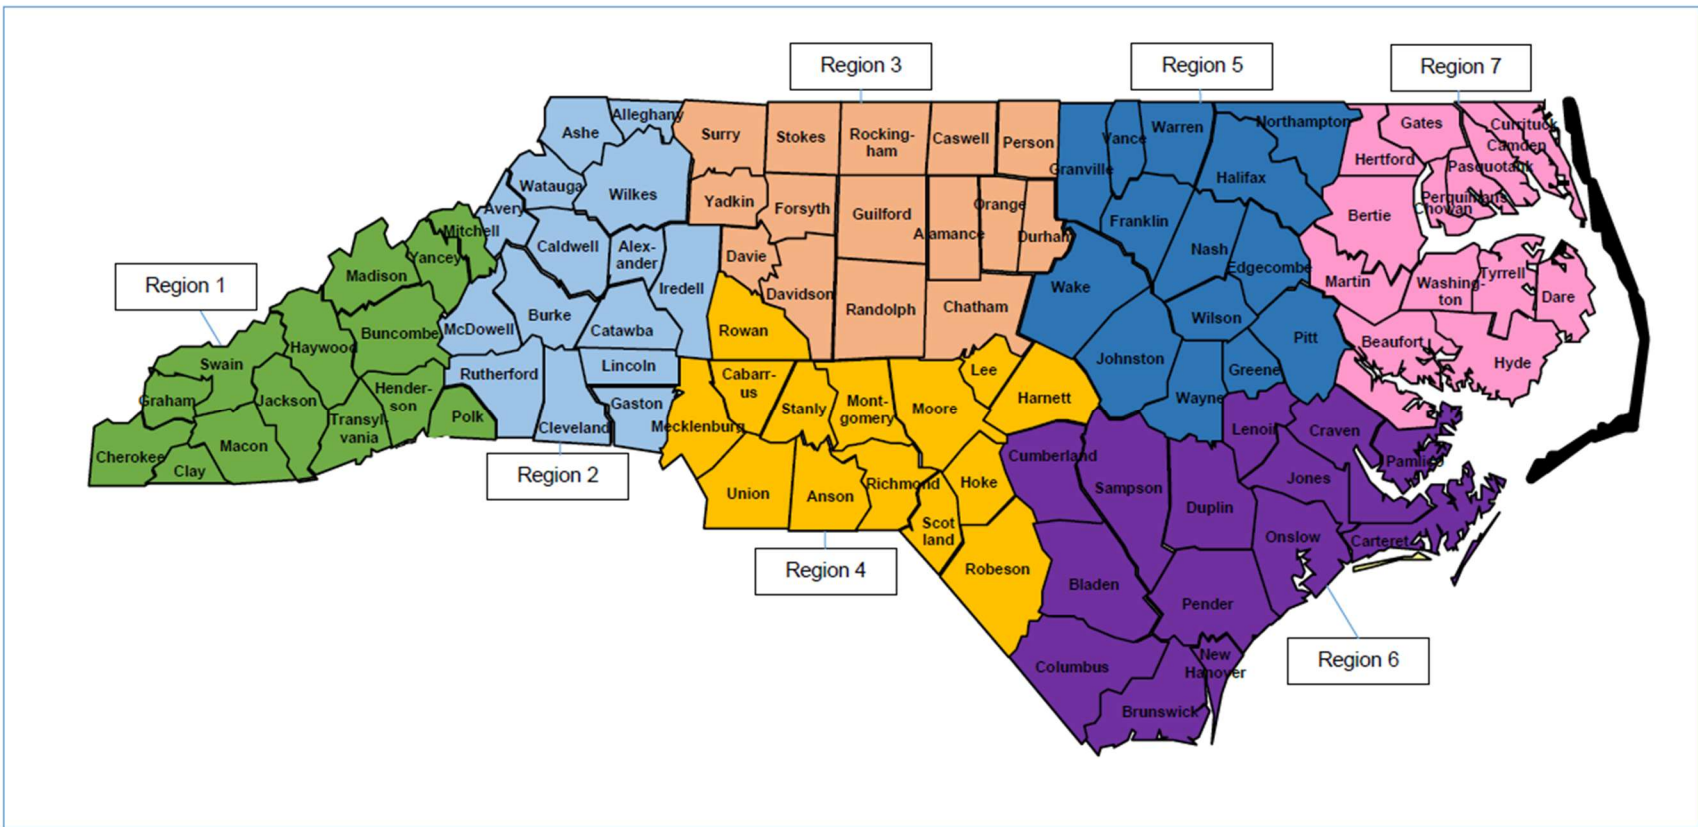 Region 3
Region 5
Region 7
Region 1
Region 2
Region 4
Region 6
Ashe
Alleghany
Surry
Stokes
Rocking-
ham
Caswell
Person
Granville
Vance
Warren
Northampton
Hertford
Gates
Currituck
Camden
Pasquotank
Perquimans
Chowan
Watauga
Wilkes
Yadkin
Forsyth
Guilford
Alamance
Orange
Durham
Franklin
Halifax
Bertie
Avery
Mitchell
Yancey
Madison
Caldwell
Alex-
ander
Iredell
Davie
Davidson
Randolph
Chatham
Wake
Nash
Edgecombe
Martin
Washing-
ton
Tyrrell
Dare
McDowell
Burke
Catawba
Rowan
Johnston
Wilson
Pitt
Beaufort
Hyde
Buncombe
Haywood
Swain
Graham
Jackson
Hender-
son
Transyl-
vania
Polk
Cherokee
Clay
Macon
Rutherford
Cleveland
Lincoln
Gaston
Mecklenburg
Cabarr-
us
Stanly
Mont-
gomery
Moore
Lee
Harnett
Wayne
Greene
Lenoir
Craven
Pamlico
Union
Anson
Richmond
Hoke
Scot
land
Robeson
Cumberland
Sampson
Duplin
Jones
Onslow
Carteret
Bladen
Pender
Columbus
New
Hanover
Brunswick